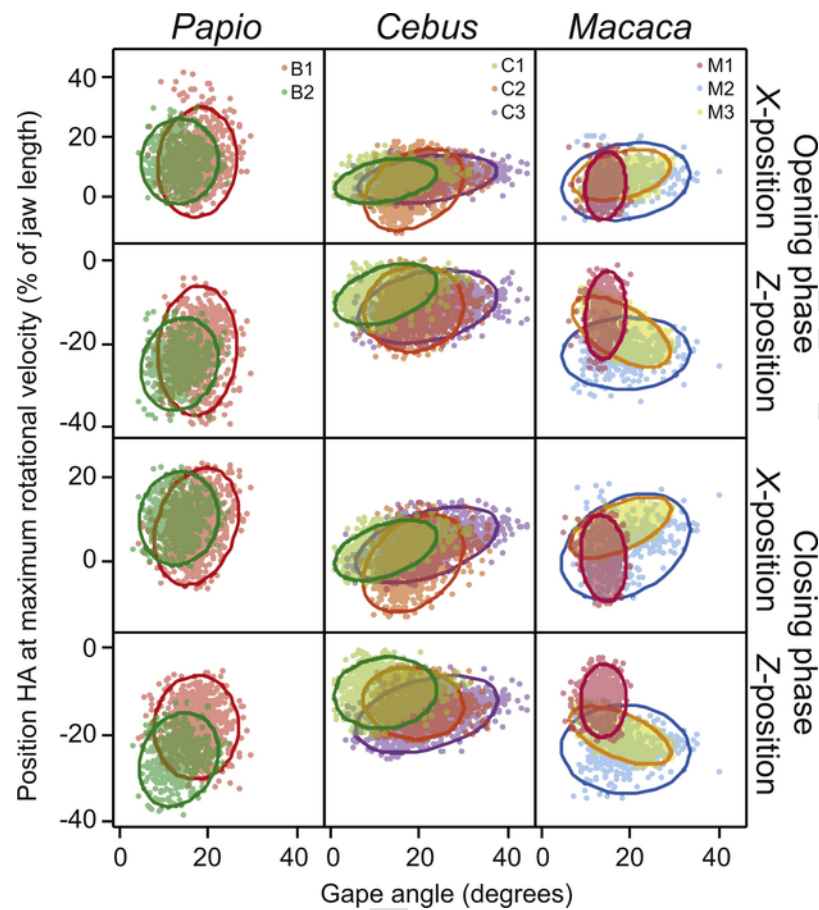 Papio Cebus Macaca
B1
B2
C1
C2
C3
M1
M2
M3
40
20
0
0
-20
-40
20
0
0
-20
-40
0 20 40 0 20 40 0 20 40
Gape angle (degrees)
Position HA at maximum rotational velocity (% of jaw length)
X-position
Z-position
Opening phase
X-position
Z-position
Closing phase